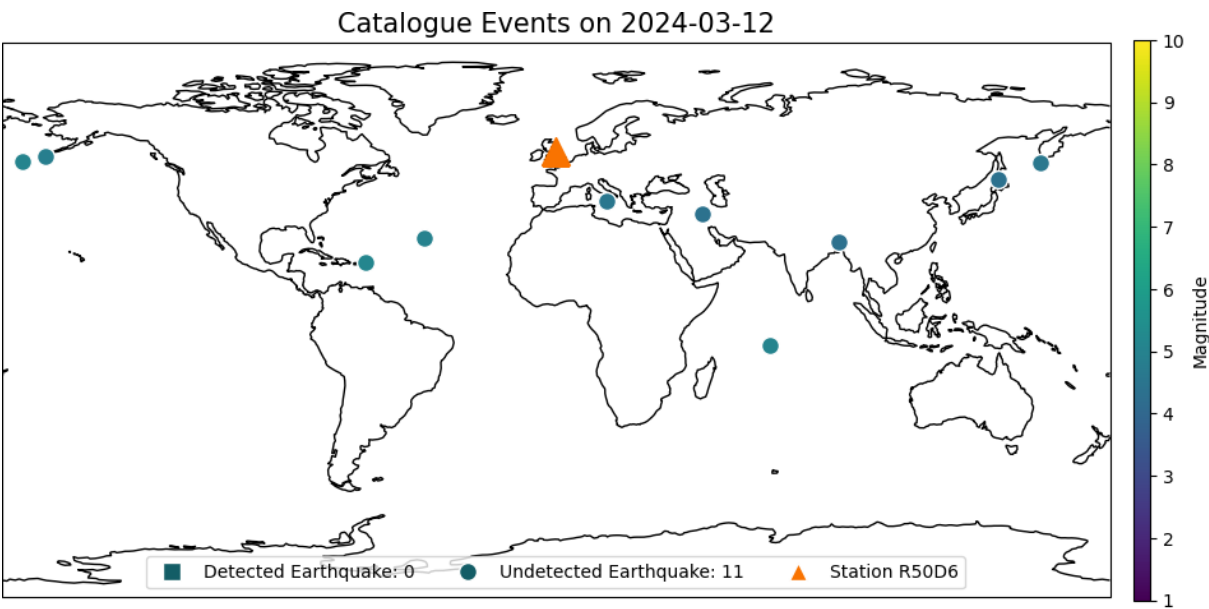 Catalogue Events on 2024-03-12
10
9
8
7
6
5
4
3
2
1
Magnitude
Detected Earthquake: 0
Undetected Earthquake: 11
Station R50D6